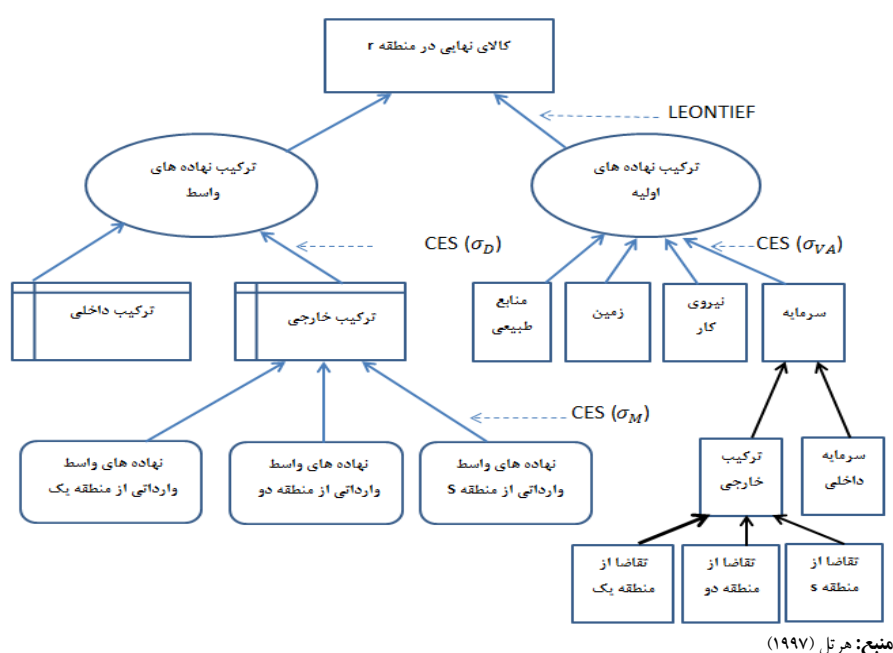 کالای نهایی در منطقه r
LEONTIEF
ترکیب نهاده های
اولیه
ترکیب نهاده های
واسط
CES (σ_VA)
CES (σ_D)
سرمایه
نیروی
کار
زمین
منابع
طبیعی
ترکیب خارجی
ترکیب داخلی
CES (σ_M)
سرمایه
داخلی
ترکیب
خارجی
نهاده های واسط
وارداتی از منطقه S
نهاده های واسط
وارداتی از منطقه دو
نهاده های واسط
وارداتی از منطقه یک
تقاضا از
منطقه s
تقاضا از
منطقه دو
تقاضا از
منطقه یک
منبع: هرتل (۱۹۹۷)